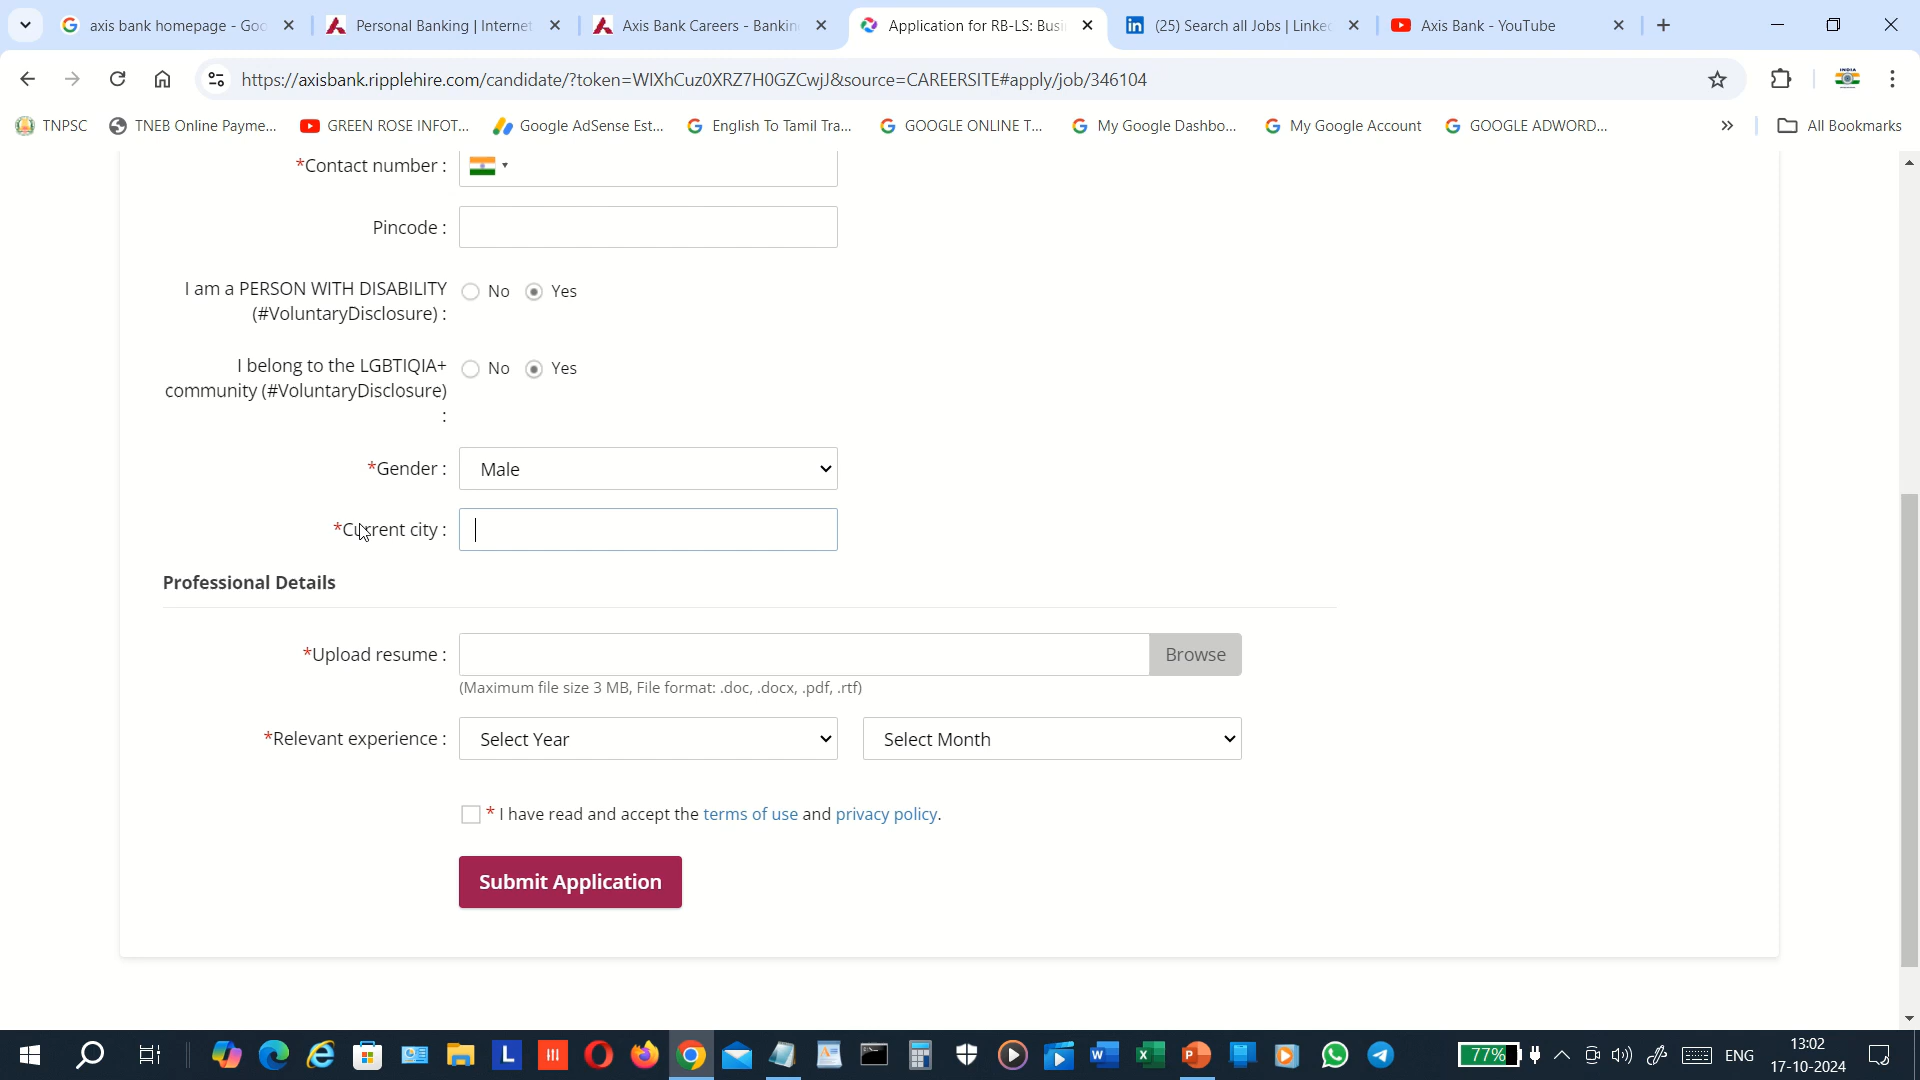 axis bank homepage - Goo
Personal Banking | Internet
Axis Bank Careers - Bankin
Application for RB-LS: Busi
(25) Search all Jobs | Linke
Axis Bank - YouTube
https://axisbank.ripplehire.com/candidate/?token=WIXhCuz0XRZ7H0GZCwjJ&source=CAREERSITE#apply/job/346104
TNPSC
TNEB Online Payme...
GREEN ROSE INFOT...
Google AdSense Est...
English To Tamil Tra...
GOOGLE ONLINE T...
My Google Dashbo...
My Google Account
GOOGLE ADWORD...
All Bookmarks
*Contact number :
Pincode :
I am a PERSON WITH DISABILITY
(#VoluntaryDisclosure) :
No Yes
I belong to the LGBTIQIA+
community (#VoluntaryDisclosure)
:
No Yes
*Gender : Male
*Current city :
Professional Details
*Upload resume : Browse
(Maximum file size 3 MB, File format: .doc, .docx, .pdf, .rtf)
*Relevant experience : Select Year Select Month
* I have read and accept the terms of use and privacy policy.
Submit Application
77%
ENG
13:02
17-10-2024